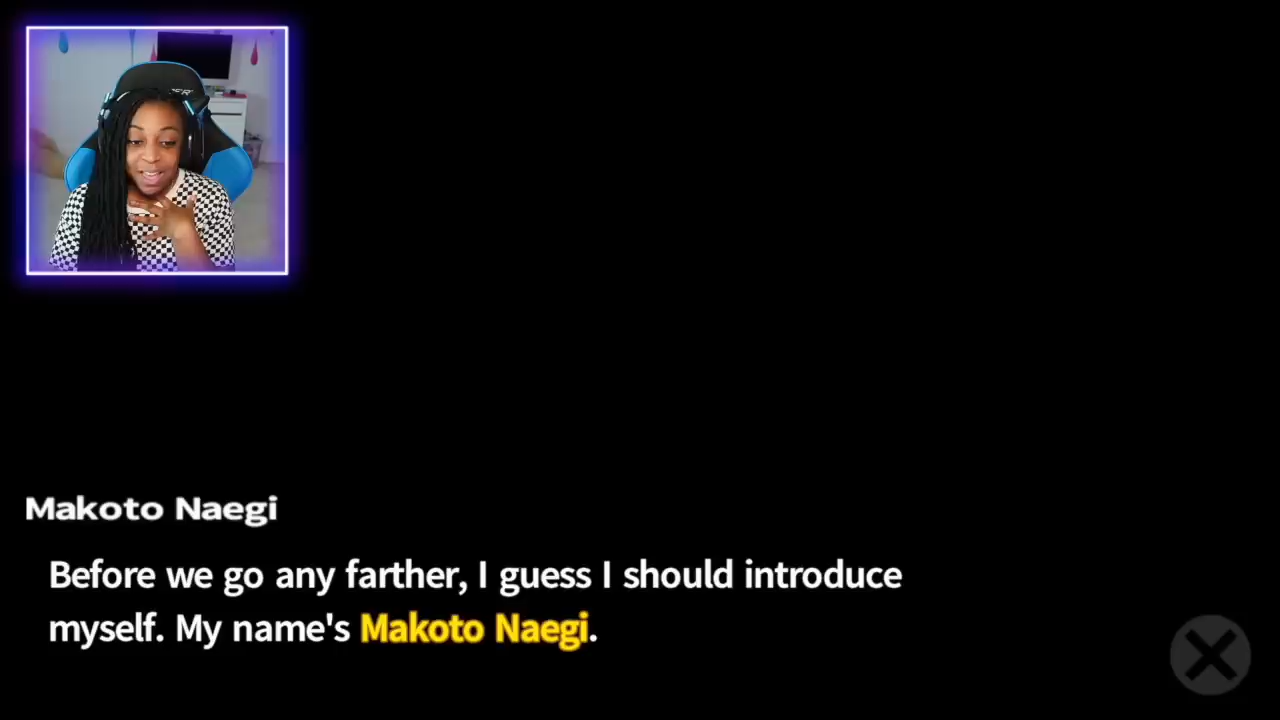 Makoto Naegi
Before we go any farther, I guess I should introduce
myself. My name's Makoto Naegi.